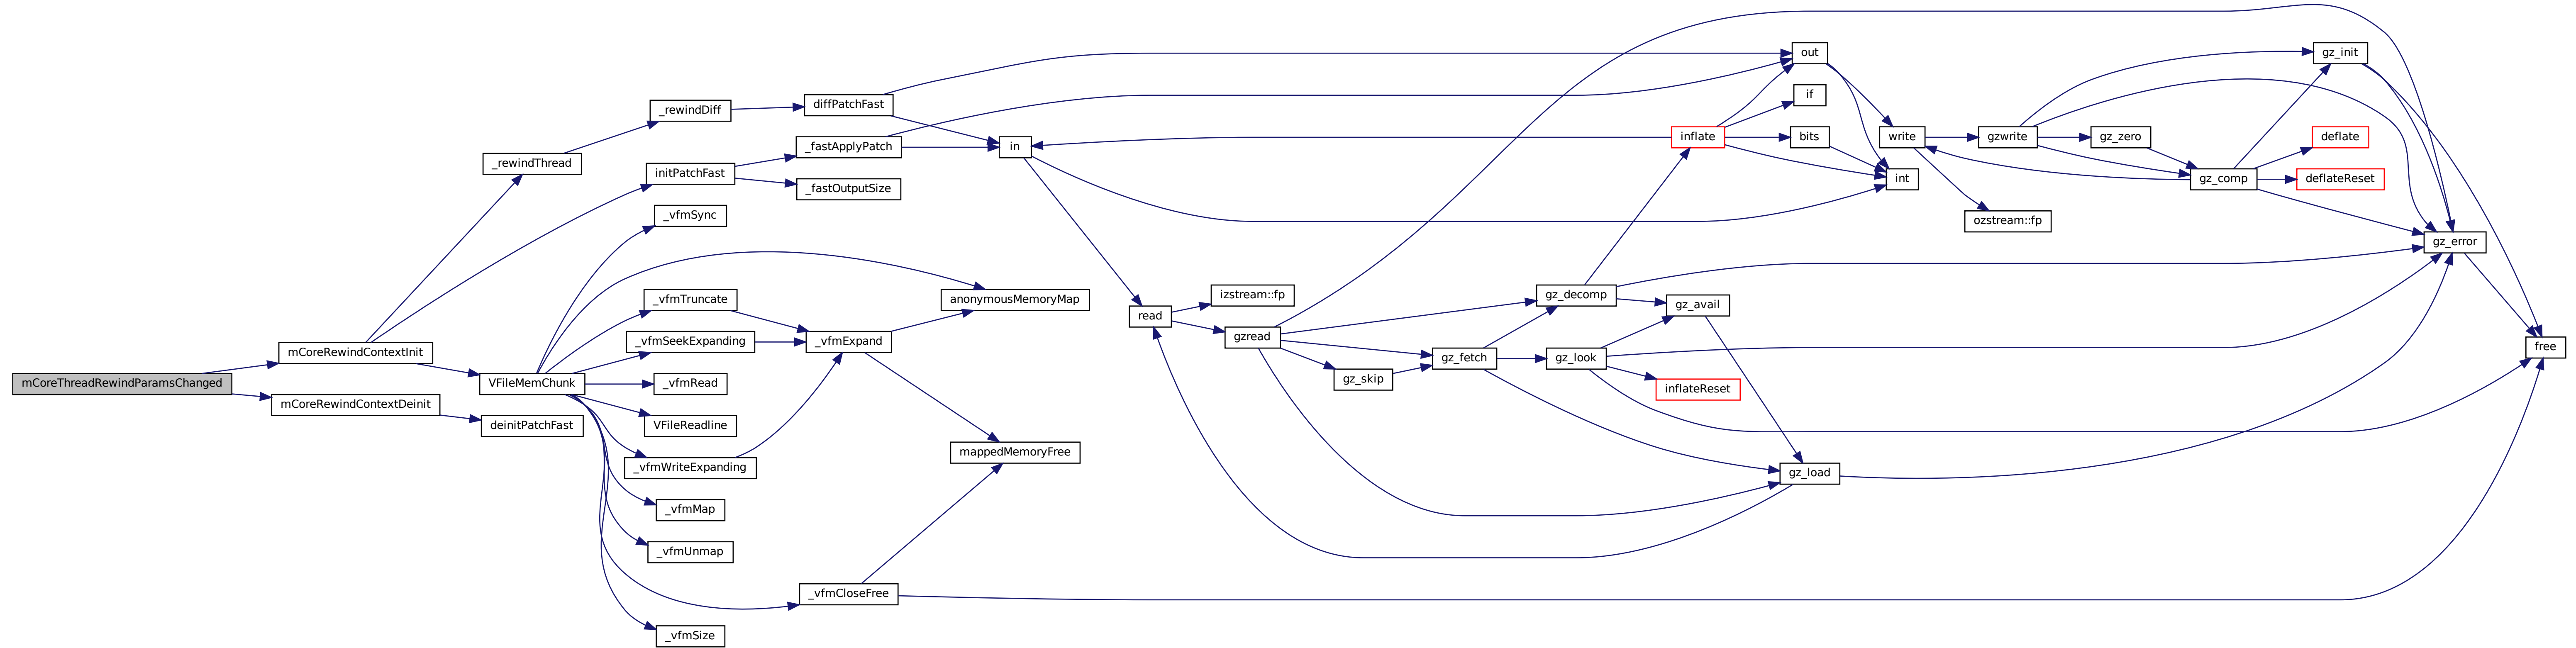 mCoreThreadRewindParamsChanged
mCoreRewindContextInit
mCoreRewindContextDeinit
_rewindThread
VFileMemChunk
deinitPatchFast
_rewindDiff
initPatchFast
_vfmSync
_vfmTruncate
_vfmSeekExpanding
_vfmRead
VFileReadline
_vfmWriteExpanding
_vfmMap
_vfmUnmap
_vfmSize
diffPatchFast
_fastApplyPatch
_fastOutputSize
_vfmExpand
_vfmCloseFree
in
anonymousMemoryMap
mappedMemoryFree
read
izstream::fp
gzread
gz_skip
gz_fetch
gz_decomp
gz_look
inflate
gz_avail
inflateReset
out
if
bits
gz_load
write
int
gzwrite
ozstream::fp
gz_zero
gz_comp
gz_init
deflate
deflateReset
gz_error
free